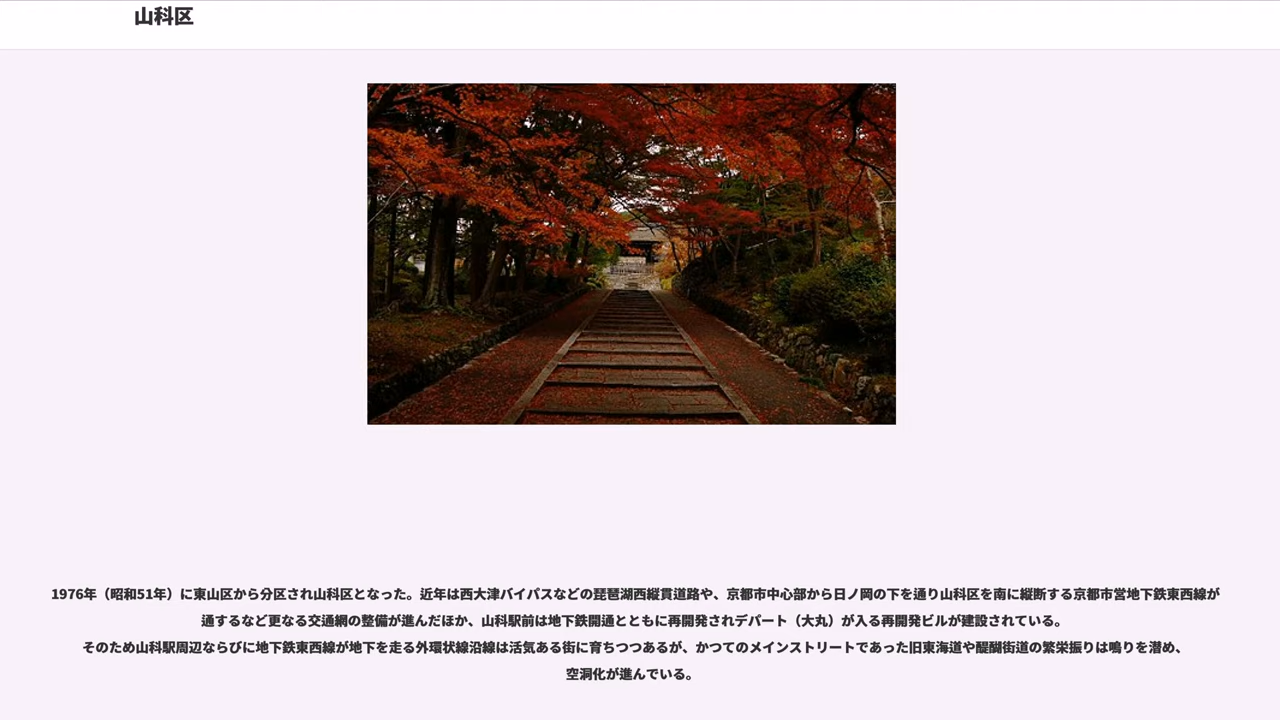 山科区
1976年（昭和51年）に東山区から分区され山科区となった。近年は西大津バイパスなどの琵琶湖西縦貫道路や、京都市中心部から日ノ岡の下を通り山科区を南に縦断する京都市営地下鉄東西線が
通するなど更なる交通網の整備が進んだほか、山科駅前は地下鉄開通とともに再開発されデパート（大丸）が入る再開発ビルが建設されている。
そのため山科駅周辺ならびに地下鉄東西線が地下を走る外環状線沿線は活気ある街に育ちつつあるが、かつてのメインストリートであった旧東海道や醍醐街道の繁栄振りは鳴りを潜め、
空洞化が進んでいる。